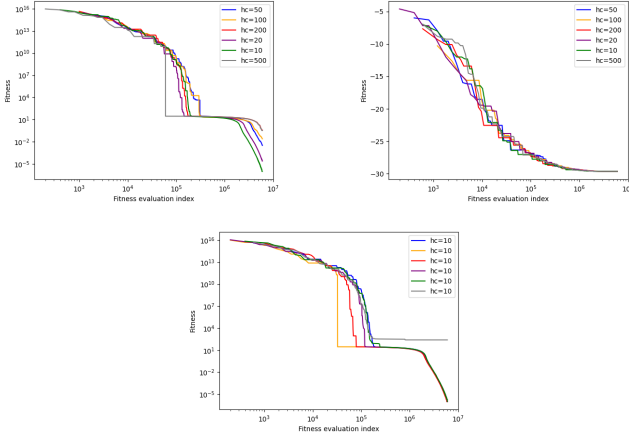 10^16
10^13
10^10
10^7
10^4
10^1
10^-2
10^-5
Fitness
10^3
10^4
10^5
10^6
10^7
Fitness evaluation index
hc=50
hc=100
hc=200
hc=20
hc=10
hc=500
−5
−10
−15
−20
−25
−30
Fitness
10^3
10^4
10^5
10^6
Fitness evaluation index
hc=50
hc=100
hc=200
hc=20
hc=10
hc=500
10^16
10^13
10^10
10^7
10^4
10^1
10^-2
10^-5
Fitness
10^3
10^4
10^5
10^6
10^7
Fitness evaluation index
hc=10
hc=10
hc=10
hc=10
hc=10
hc=10